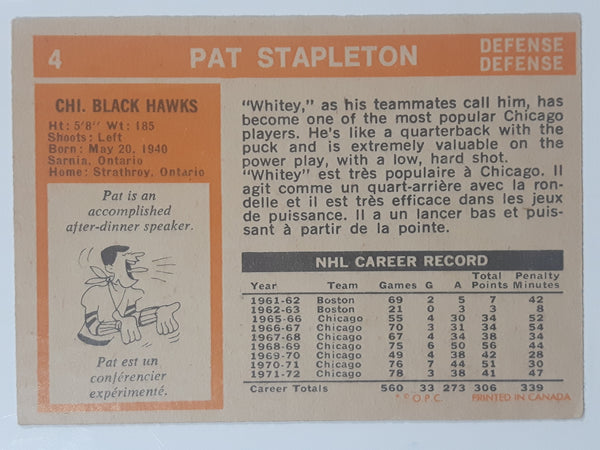 4 PAT STAPLETON DEFENSE
DEFENSE
CHI. BLACK HAWKS
Ht: 5'8" Wt: 185
Shoots: Left
Born: May 20, 1940
Sarnia, Ontario
Home: Strathroy, Ontario
Pat is an
accomplished
after-dinner speaker.
Pat est un
conférencier
expérimenté.
"Whitey," as his teammates call him, has
become one of the most popular Chicago
players. He's like a quarterback with the
puck and is extremely valuable on the
power play, with a low, hard shot.
"Whitey" est très populaire à Chicago. Il
agit comme un quart-arrière avec la ron-
delle et il est très efficace dans les jeux
de puissance. Il a un lancer bas et puis-
sant à partir de la pointe.
NHL CAREER RECORD
Year Team Games G A Total Points Penalty Minutes
1961-62 Boston 69 2 5 7 42
1962-63 Boston 21 0 3 3 8
1965-66 Chicago 55 4 30 34 52
1966-67 Chicago 70 3 31 34 54
1967-68 Chicago 67 4 34 38 34
1968-69 Chicago 75 6 50 56 44
1969-70 Chicago 49 4 38 42 28
1970-71 Chicago 76 7 44 51 30
1971-72 Chicago 78 3 38 41 47
Career Totals 560 33 273 306 339
* © O.P.C. PRINTED IN CANADA